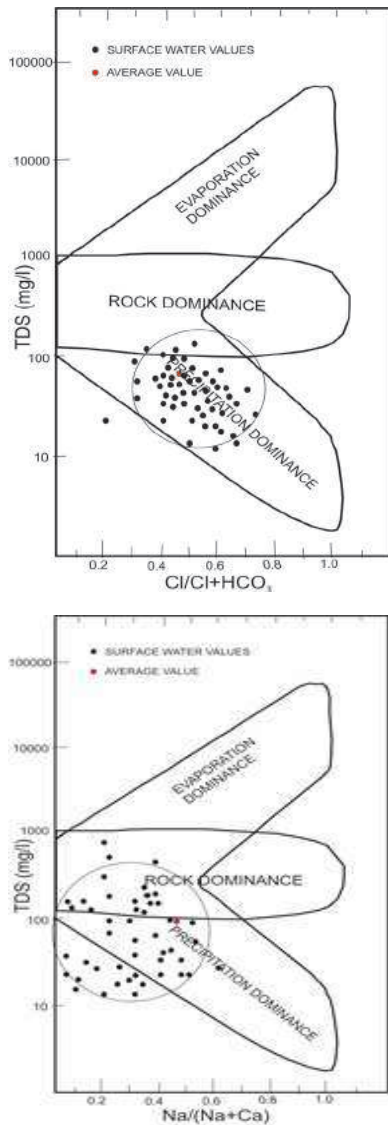 SURFACE WATER VALUES
AVERAGE VALUE
100000
10000
1000
100
10
TDS (mg/l)
EVAPORATION
DOMINANCE
ROCK DOMINANCE
PRECIPITATION DOMINANCE
0.2 0.4 0.6 0.8 1.0
Cl/Cl+HCO₃
SURFACE WATER VALUES
AVERAGE VALUE
100000
10000
1000
100
10
TDS (mg/l)
EVAPORATION
DOMINANCE
ROCK DOMINANCE
PRECIPITATION DOMINANCE
0.2 0.4 0.6 0.8 1.0
Na/(Na+Ca)